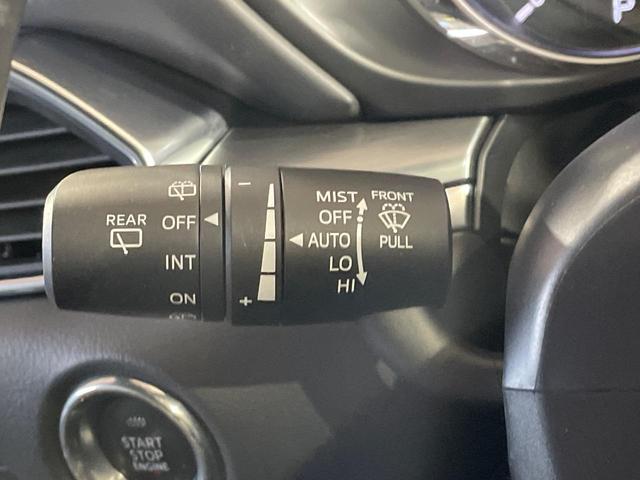 REAR
OFF
INT
ON
−
+
MIST
OFF
AUTO
LO
HI
FRONT
PULL
START
STOP
ENGINE
P